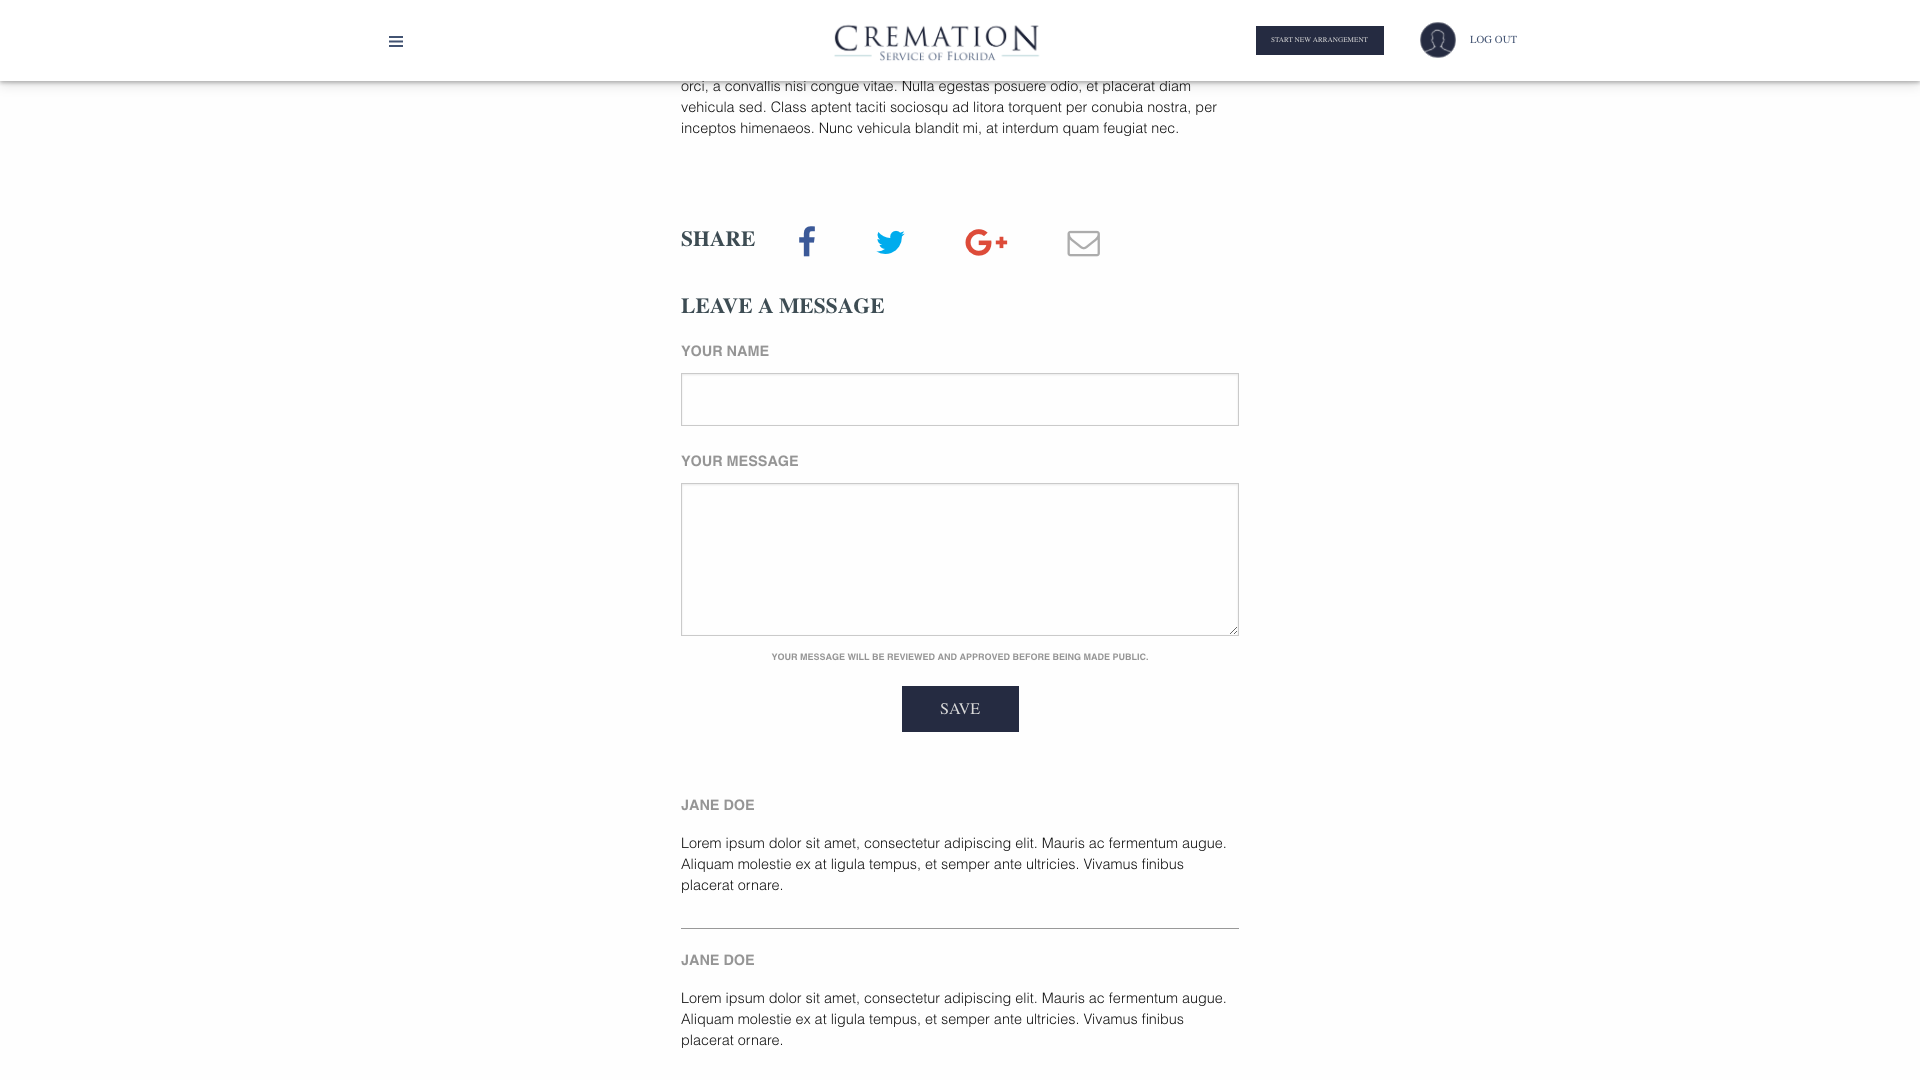 CREMATION
SERVICE OF FLORIDA
START NEW ARRANGEMENT
LOG OUT
orci, a convallis nisi congue vitae. Nulla egestas posuere odio, et placerat diam
vehicula sed. Class aptent taciti sociosqu ad litora torquent per conubia nostra, per
inceptos himenaeos. Nunc vehicula blandit mi, at interdum quam feugiat nec.
SHARE
LEAVE A MESSAGE
YOUR NAME
YOUR MESSAGE
YOUR MESSAGE WILL BE REVIEWED AND APPROVED BEFORE BEING MADE PUBLIC.
SAVE
JANE DOE
Lorem ipsum dolor sit amet, consectetur adipiscing elit. Mauris ac fermentum augue.
Aliquam molestie ex at ligula tempus, et semper ante ultricies. Vivamus finibus
placerat ornare.
JANE DOE
Lorem ipsum dolor sit amet, consectetur adipiscing elit. Mauris ac fermentum augue.
Aliquam molestie ex at ligula tempus, et semper ante ultricies. Vivamus finibus
placerat ornare.